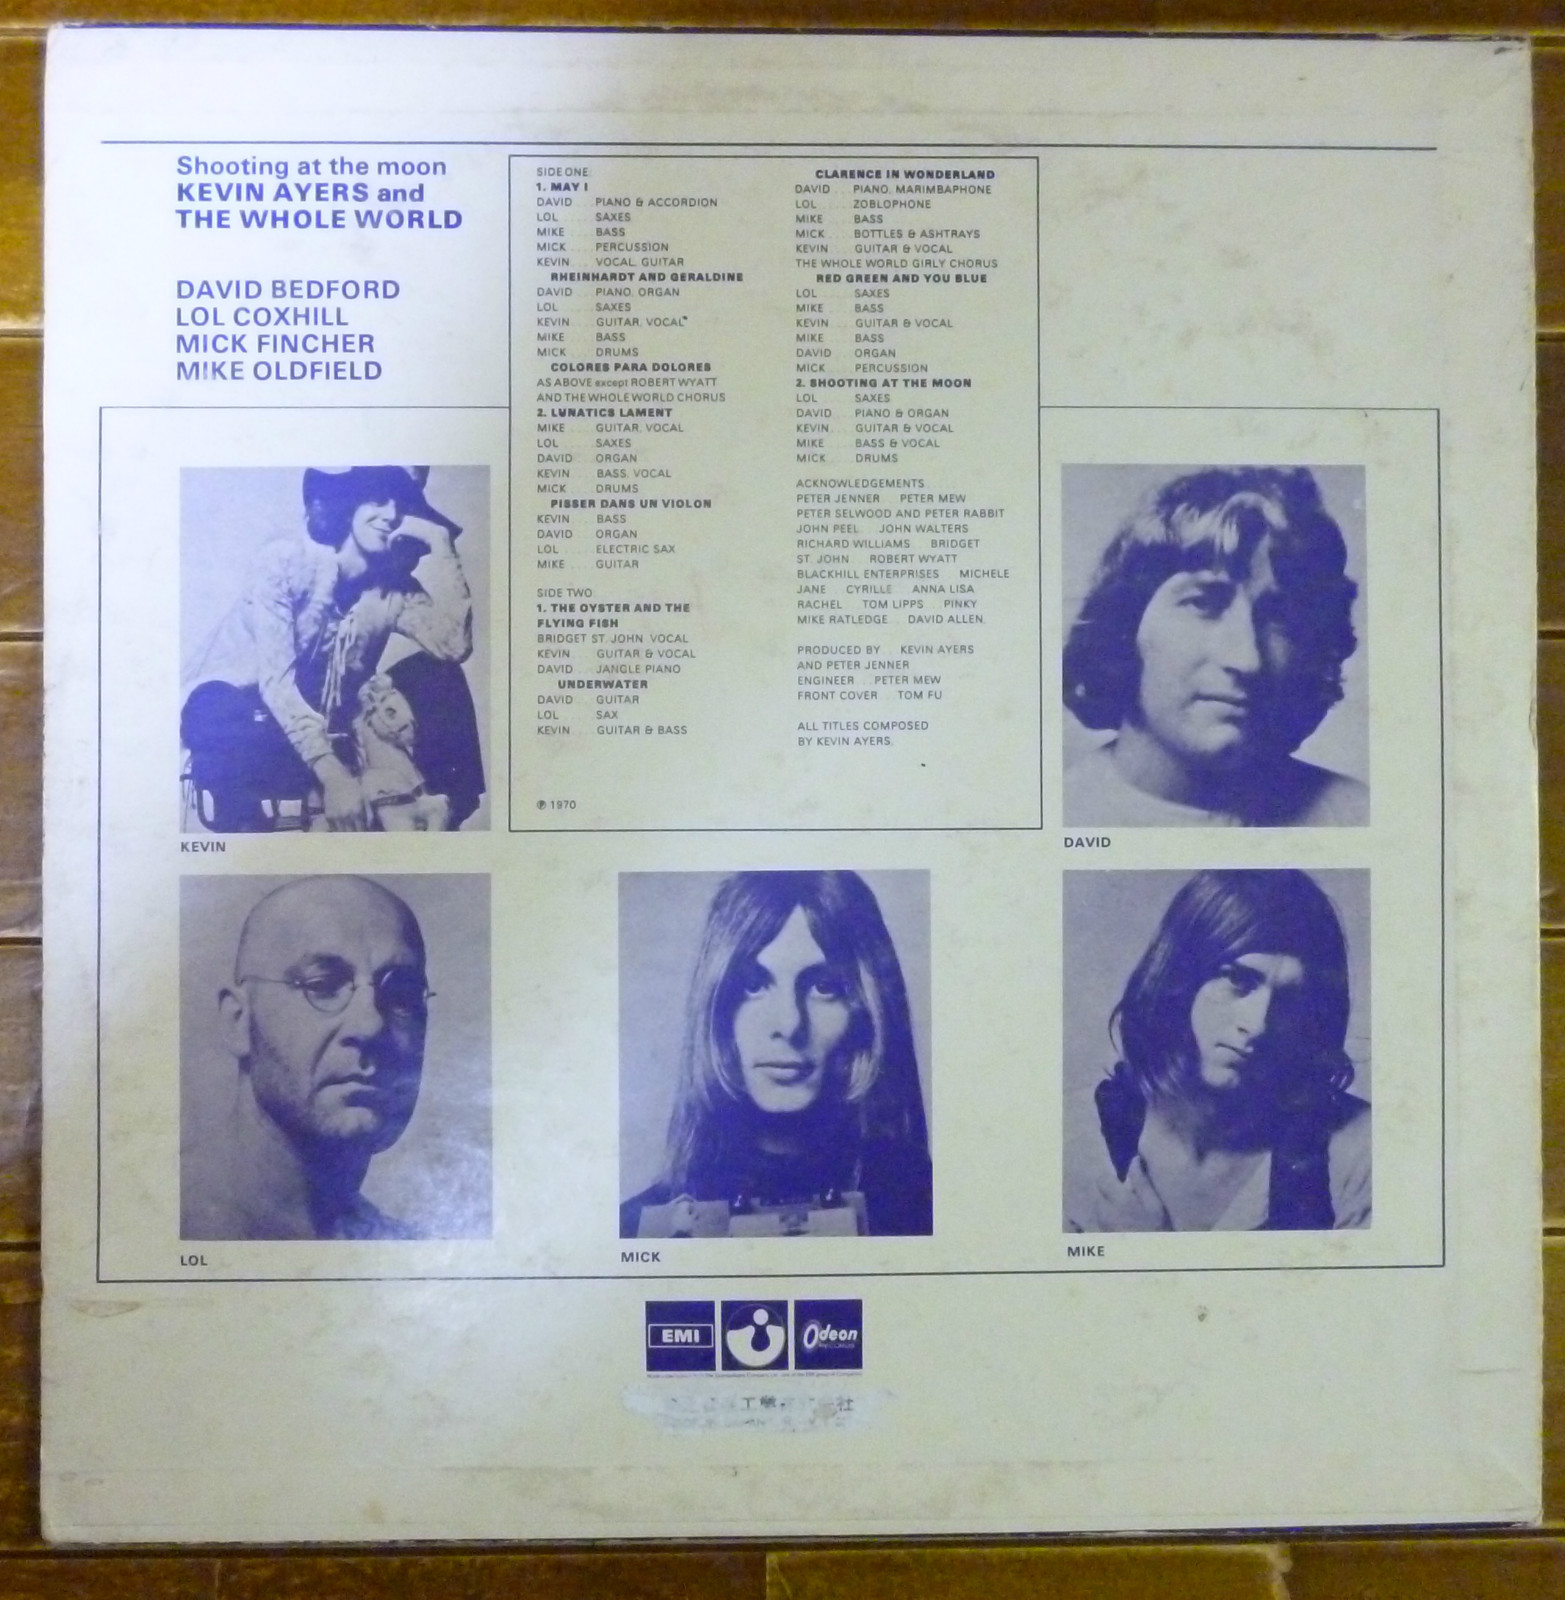 Shooting at the moon
KEVIN AYERS and
THE WHOLE WORLD
DAVID BEDFORD
LOL COXHILL
MICK FINCHER
MIKE OLDFIELD
SIDE ONE
1. MAY I
DAVID ... PIANO & ACCORDION
LOL ..... SAXES
MIKE .... BASS
MICK .... PERCUSSION
KEVIN ... VOCAL, GUITAR
RHEINHARDT AND GERALDINE
DAVID ... PIANO, ORGAN
LOL ..... SAXES
KEVIN ... GUITAR, VOCAL
MIKE .... BASS
MICK .... DRUMS
COLORES PARA DOLORES
AS ABOVE except ROBERT WYATT
AND THE WHOLE WORLD CHORUS
2. LUNATICS LAMENT
MIKE .... GUITAR, VOCAL
LOL ..... SAXES
DAVID ... ORGAN
KEVIN ... BASS, VOCAL
MICK .... DRUMS
PISSER DANS UN VIOLON
KEVIN ... BASS
DAVID ... ORGAN
LOL ..... ELECTRIC SAX
MIKE .... GUITAR
SIDE TWO
1. THE OYSTER AND THE
FLYING FISH
BRIDGET ST. JOHN VOCAL
KEVIN ... GUITAR & VOCAL
DAVID ... JANGLE PIANO
UNDERWATER
DAVID ... GUITAR
LOL ..... SAX
KEVIN ... GUITAR & BASS
℗ 1970
CLARENCE IN WONDERLAND
DAVID ... PIANO, MARIMBAPHONE
LOL ..... ZOBLOPHONE
MIKE .... BASS
MICK .... BOTTLES & ASHTRAYS
KEVIN ... GUITAR & VOCAL
THE WHOLE WORLD GIRLY CHORUS
RED GREEN AND YOU BLUE
LOL ..... SAXES
MIKE .... BASS
KEVIN ... GUITAR & VOCAL
MIKE .... BASS
DAVID ... ORGAN
MICK .... PERCUSSION
2. SHOOTING AT THE MOON
LOL ..... SAXES
DAVID ... PIANO & ORGAN
KEVIN ... GUITAR & VOCAL
MIKE .... BASS & VOCAL
MICK .... DRUMS
ACKNOWLEDGEMENTS ....
PETER JENNER ... PETER MEW
PETER SELWOOD AND PETER RABBIT
JOHN PEEL ... JOHN WALTERS
RICHARD WILLIAMS ... BRIDGET
ST. JOHN ... ROBERT WYATT
BLACKHILL ENTERPRISES ... MICHELE
JANE ... CYRILLE ... ANNA LISA
RACHEL ... TOM LIPPS ... PINKY
MIKE RATLEDGE ... DAVID ALLEN.
PRODUCED BY ... KEVIN AYERS
AND PETER JENNER
ENGINEER ... PETER MEW
FRONT COVER ... TOM FU
ALL TITLES COMPOSED
BY KEVIN AYERS.
KEVIN
DAVID
LOL
MICK
MIKE
EMI
Odeon
RECORDS